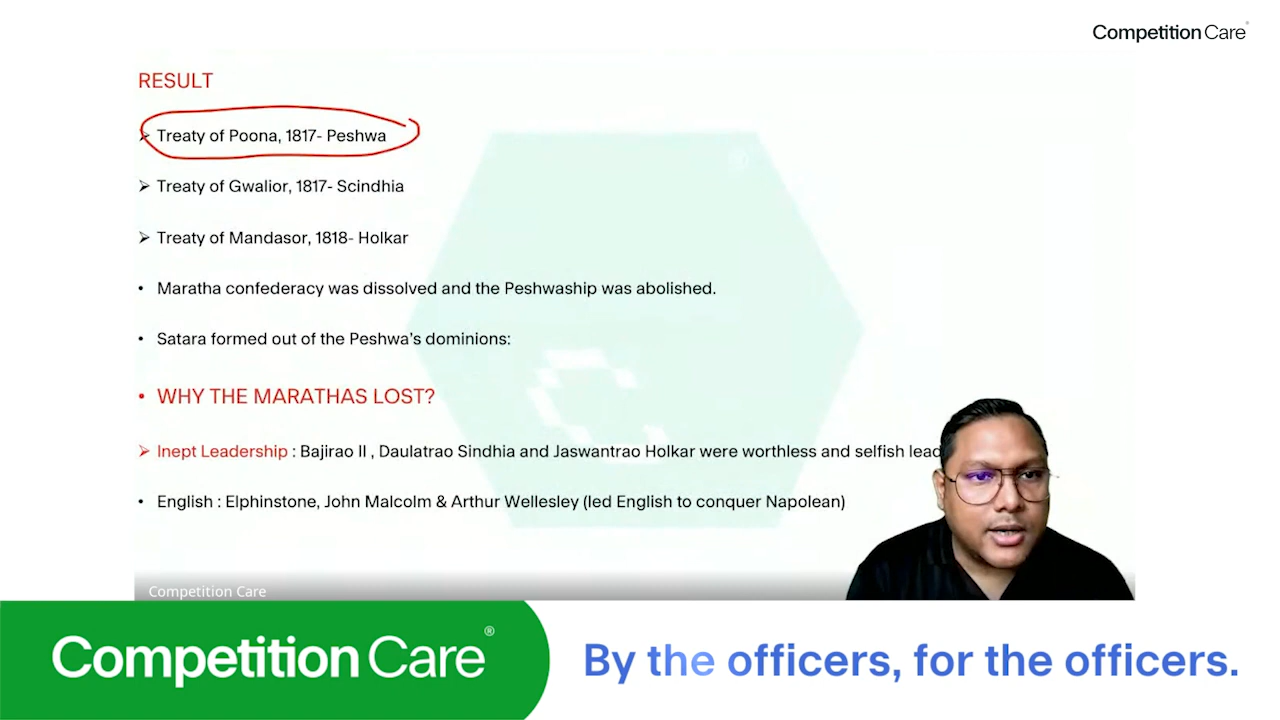 Competition Care
RESULT
➢ Treaty of Poona, 1817- Peshwa
➢ Treaty of Gwalior, 1817- Scindhia
➢ Treaty of Mandasor, 1818- Holkar
• Maratha confederacy was dissolved and the Peshwaship was abolished.
• Satara formed out of the Peshwa's dominions:
• WHY THE MARATHAS LOST?
➢ Inept Leadership : Bajirao II , Daulatrao Sindhia and Jaswantrao Holkar were worthless and selfish
• English : Elphinstone, John Malcolm & Arthur Wellesley (led English to conquer Napolean)
Competition Care
Competition Care®
By the officers, for the officers.